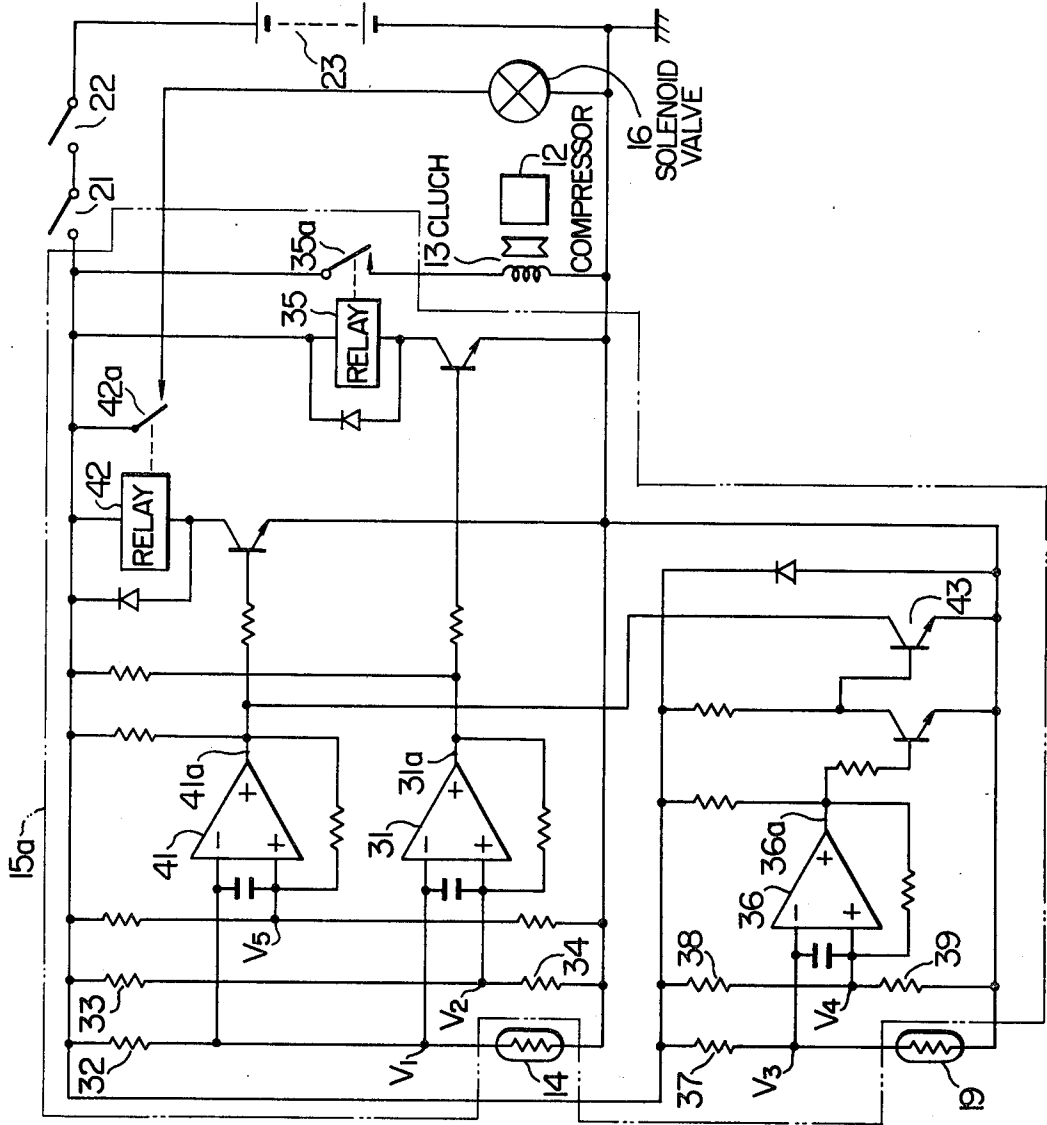 15a
42
RELAY
42a
21
22
23
35
RELAY
35a
13 CLUCH
12
COMPRESSOR
16
SOLENOID
VALVE
41
41a
−
+
+
31
31a
−
+
+
32
33
34
V5
V2
V1
14
36
36a
−
+
+
38
37
39
V4
V3
19
43